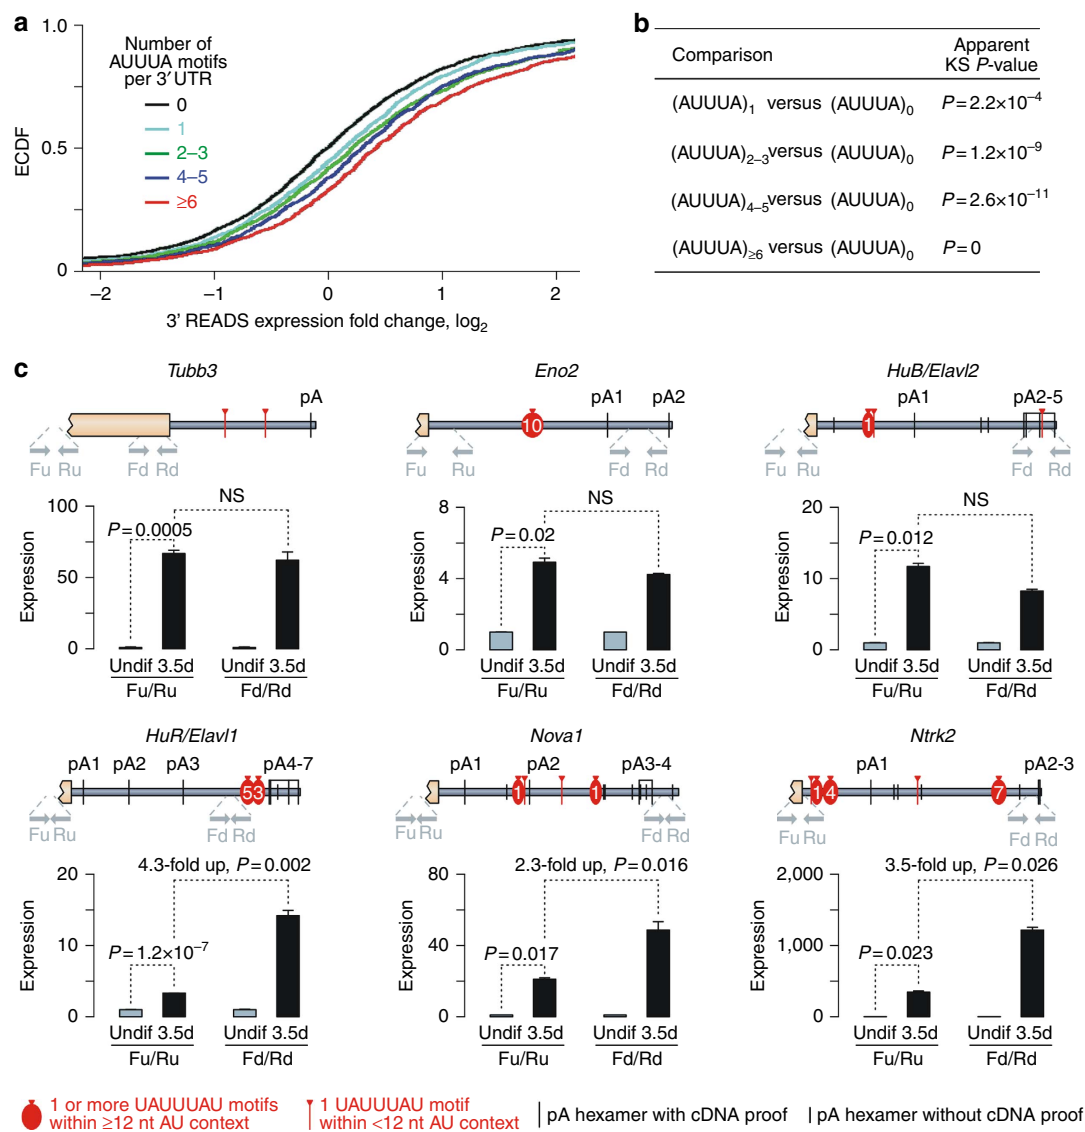 a
Number of
AUUUA motifs
per 3′ UTR
0
1
2–3
4–5
≥6
1.0
0.5
0
ECDF
–2
–1
0
1
2
3' READS expression fold change, log2
b
Comparison
Apparent
KS P-value
(AUUUA)1 versus (AUUUA)0 P=2.2×10–4
(AUUUA)2–3 versus (AUUUA)0 P=1.2×10–9
(AUUUA)4–5 versus (AUUUA)0 P=2.6×10–11
(AUUUA)≥6 versus (AUUUA)0 P=0
c
Tubb3
pA
Fu Ru Fd Rd
NS
P=0.0005
100
50
0
Expression
Undif 3.5d Undif 3.5d
Fu/Ru Fd/Rd
Eno2
10
pA1 pA2
Fu Ru Fd Rd
NS
P=0.02
8
4
0
Expression
Undif 3.5d Undif 3.5d
Fu/Ru Fd/Rd
HuB/Elavl2
1
pA1 pA2-5
Fu Ru Fd Rd
NS
P=0.012
20
10
0
Expression
Undif 3.5d Undif 3.5d
Fu/Ru Fd/Rd
HuR/Elavl1
pA1 pA2 pA3 pA4-7
5 3
Fu Ru Fd Rd
4.3-fold up, P=0.002
P=1.2×10–7
20
10
0
Expression
Undif 3.5d Undif 3.5d
Fu/Ru Fd/Rd
Nova1
pA1 pA2 pA3-4
1 1
Fu Ru Fd Rd
2.3-fold up, P=0.016
P=0.017
80
40
0
Expression
Undif 3.5d Undif 3.5d
Fu/Ru Fd/Rd
Ntrk2
pA1 pA2-3
1 4 7
Fu Ru Fd Rd
3.5-fold up, P=0.026
P=0.023
2,000
1,000
0
Expression
Undif 3.5d Undif 3.5d
Fu/Ru Fd/Rd
1 or more UAUUUAU motifs
within ≥12 nt AU context
1 UAUUUAU motif
within <12 nt AU context
pA hexamer with cDNA proof
pA hexamer without cDNA proof